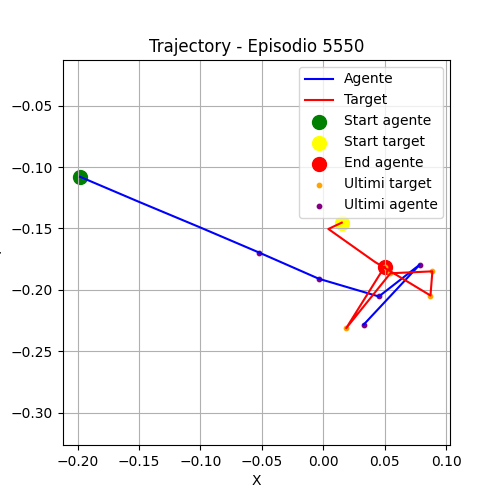 Trajectory - Episodio 5550
Agente
Target
Start agente
Start target
End agente
Ultimi target
Ultimi agente
−0.05
−0.10
−0.15
−0.20
−0.25
−0.30
−0.20
−0.15
−0.10
−0.05
0.00
0.05
0.10
X